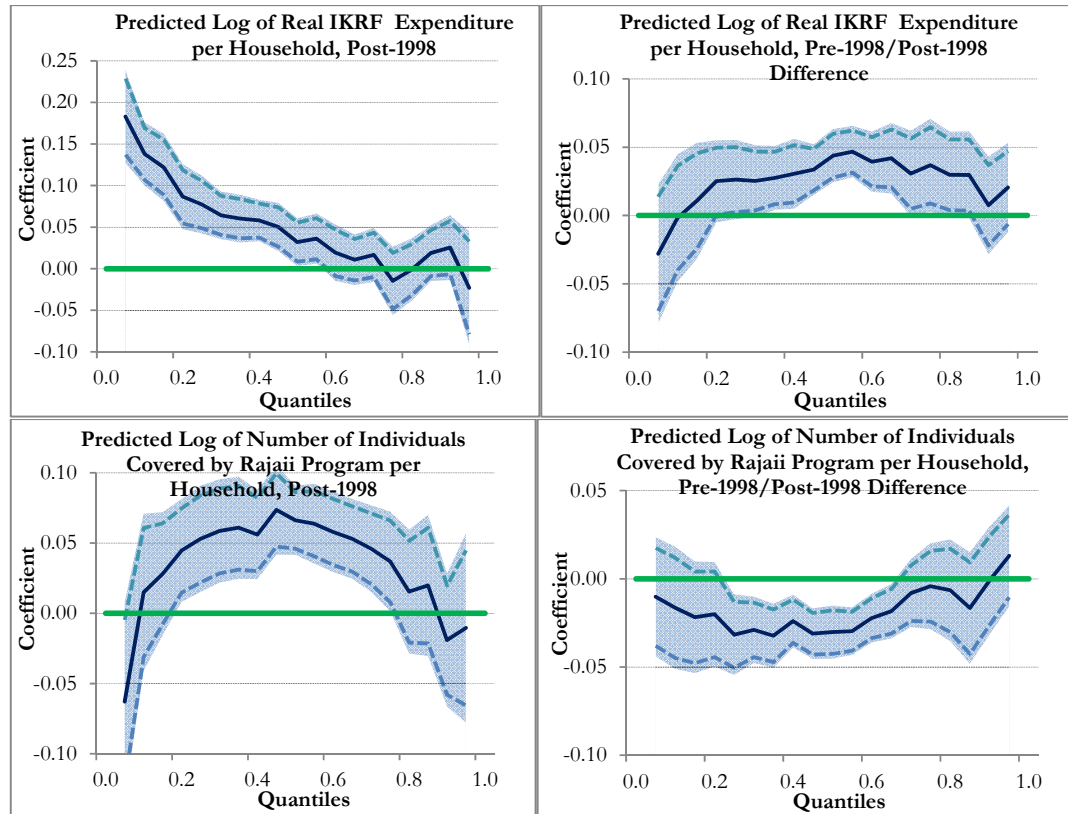 Predicted Log of Real IKRF Expenditure
per Household, Post-1998
0.25
0.20
0.15
0.10
0.05
0.00
-0.05
-0.10
Coefficient
0.0 0.2 0.4 0.6 0.8 1.0
Quantiles
Predicted Log of Real IKRF Expenditure
per Household, Pre-1998/Post-1998
Difference
0.10
0.05
0.00
-0.05
-0.10
Coefficient
0.0 0.2 0.4 0.6 0.8 1.0
Quantiles
Predicted Log of Number of Individuals
Covered by Rajaii Program per
Household, Post-1998
0.10
0.05
0.00
-0.05
-0.10
Coefficient
0.0 0.2 0.4 0.6 0.8 1.0
Quantiles
Predicted Log of Number of Individuals
Covered by Rajaii Program per Household,
Pre-1998/Post-1998 Difference
0.05
0.00
-0.05
-0.10
Coefficient
0.0 0.2 0.4 0.6 0.8 1.0
Quantiles